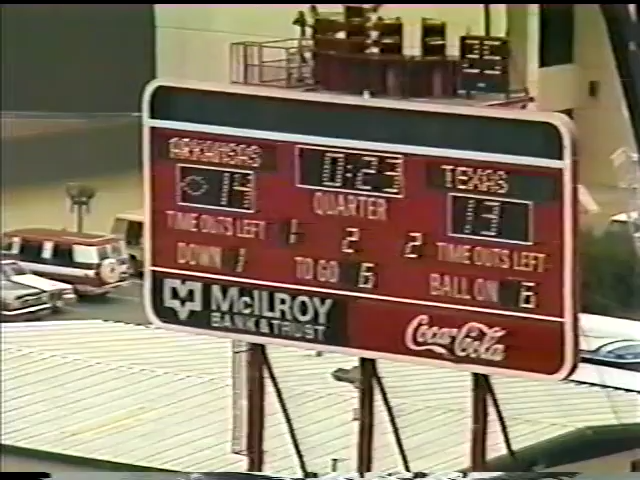 ARKANSAS 0:23 TEXAS
13 QUARTER 13
TIME OUTS LEFT 1 2 2 TIME OUTS LEFT
DOWN 1 TO GO 6 BALL ON 6
McILROY
BANK & TRUST
Coca-Cola